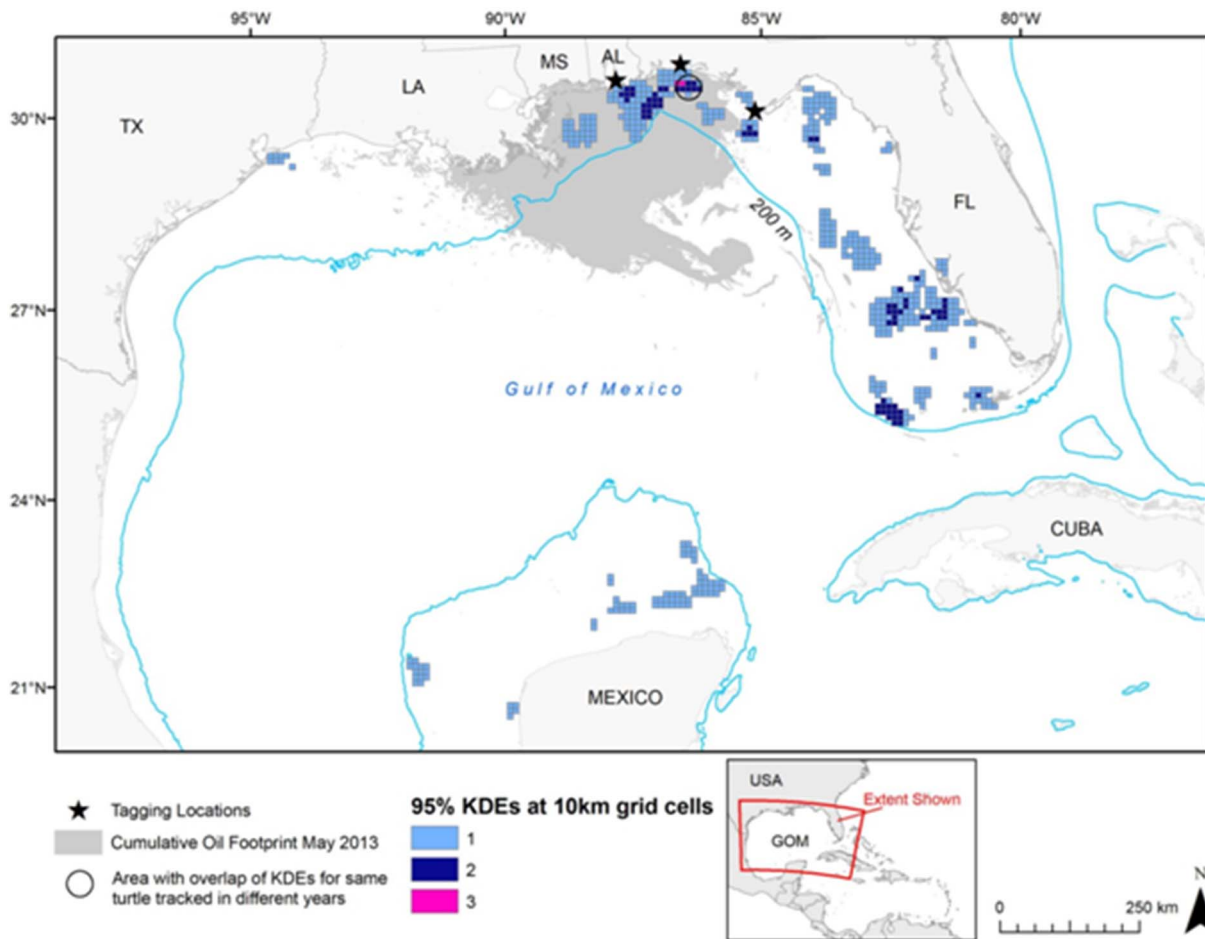 95°W 90°W 85°W 80°W
MS AL
LA
30°N
TX
FL
200 m
27°N
Gulf of Mexico
24°N
CUBA
21°N
MEXICO
Tagging Locations
Cumulative Oil Footprint May 2013
Area with overlap of KDEs for same
turtle tracked in different years
95% KDEs at 10km grid cells
1
2
3
USA
Extent Shown
GOM
N
0 250 km